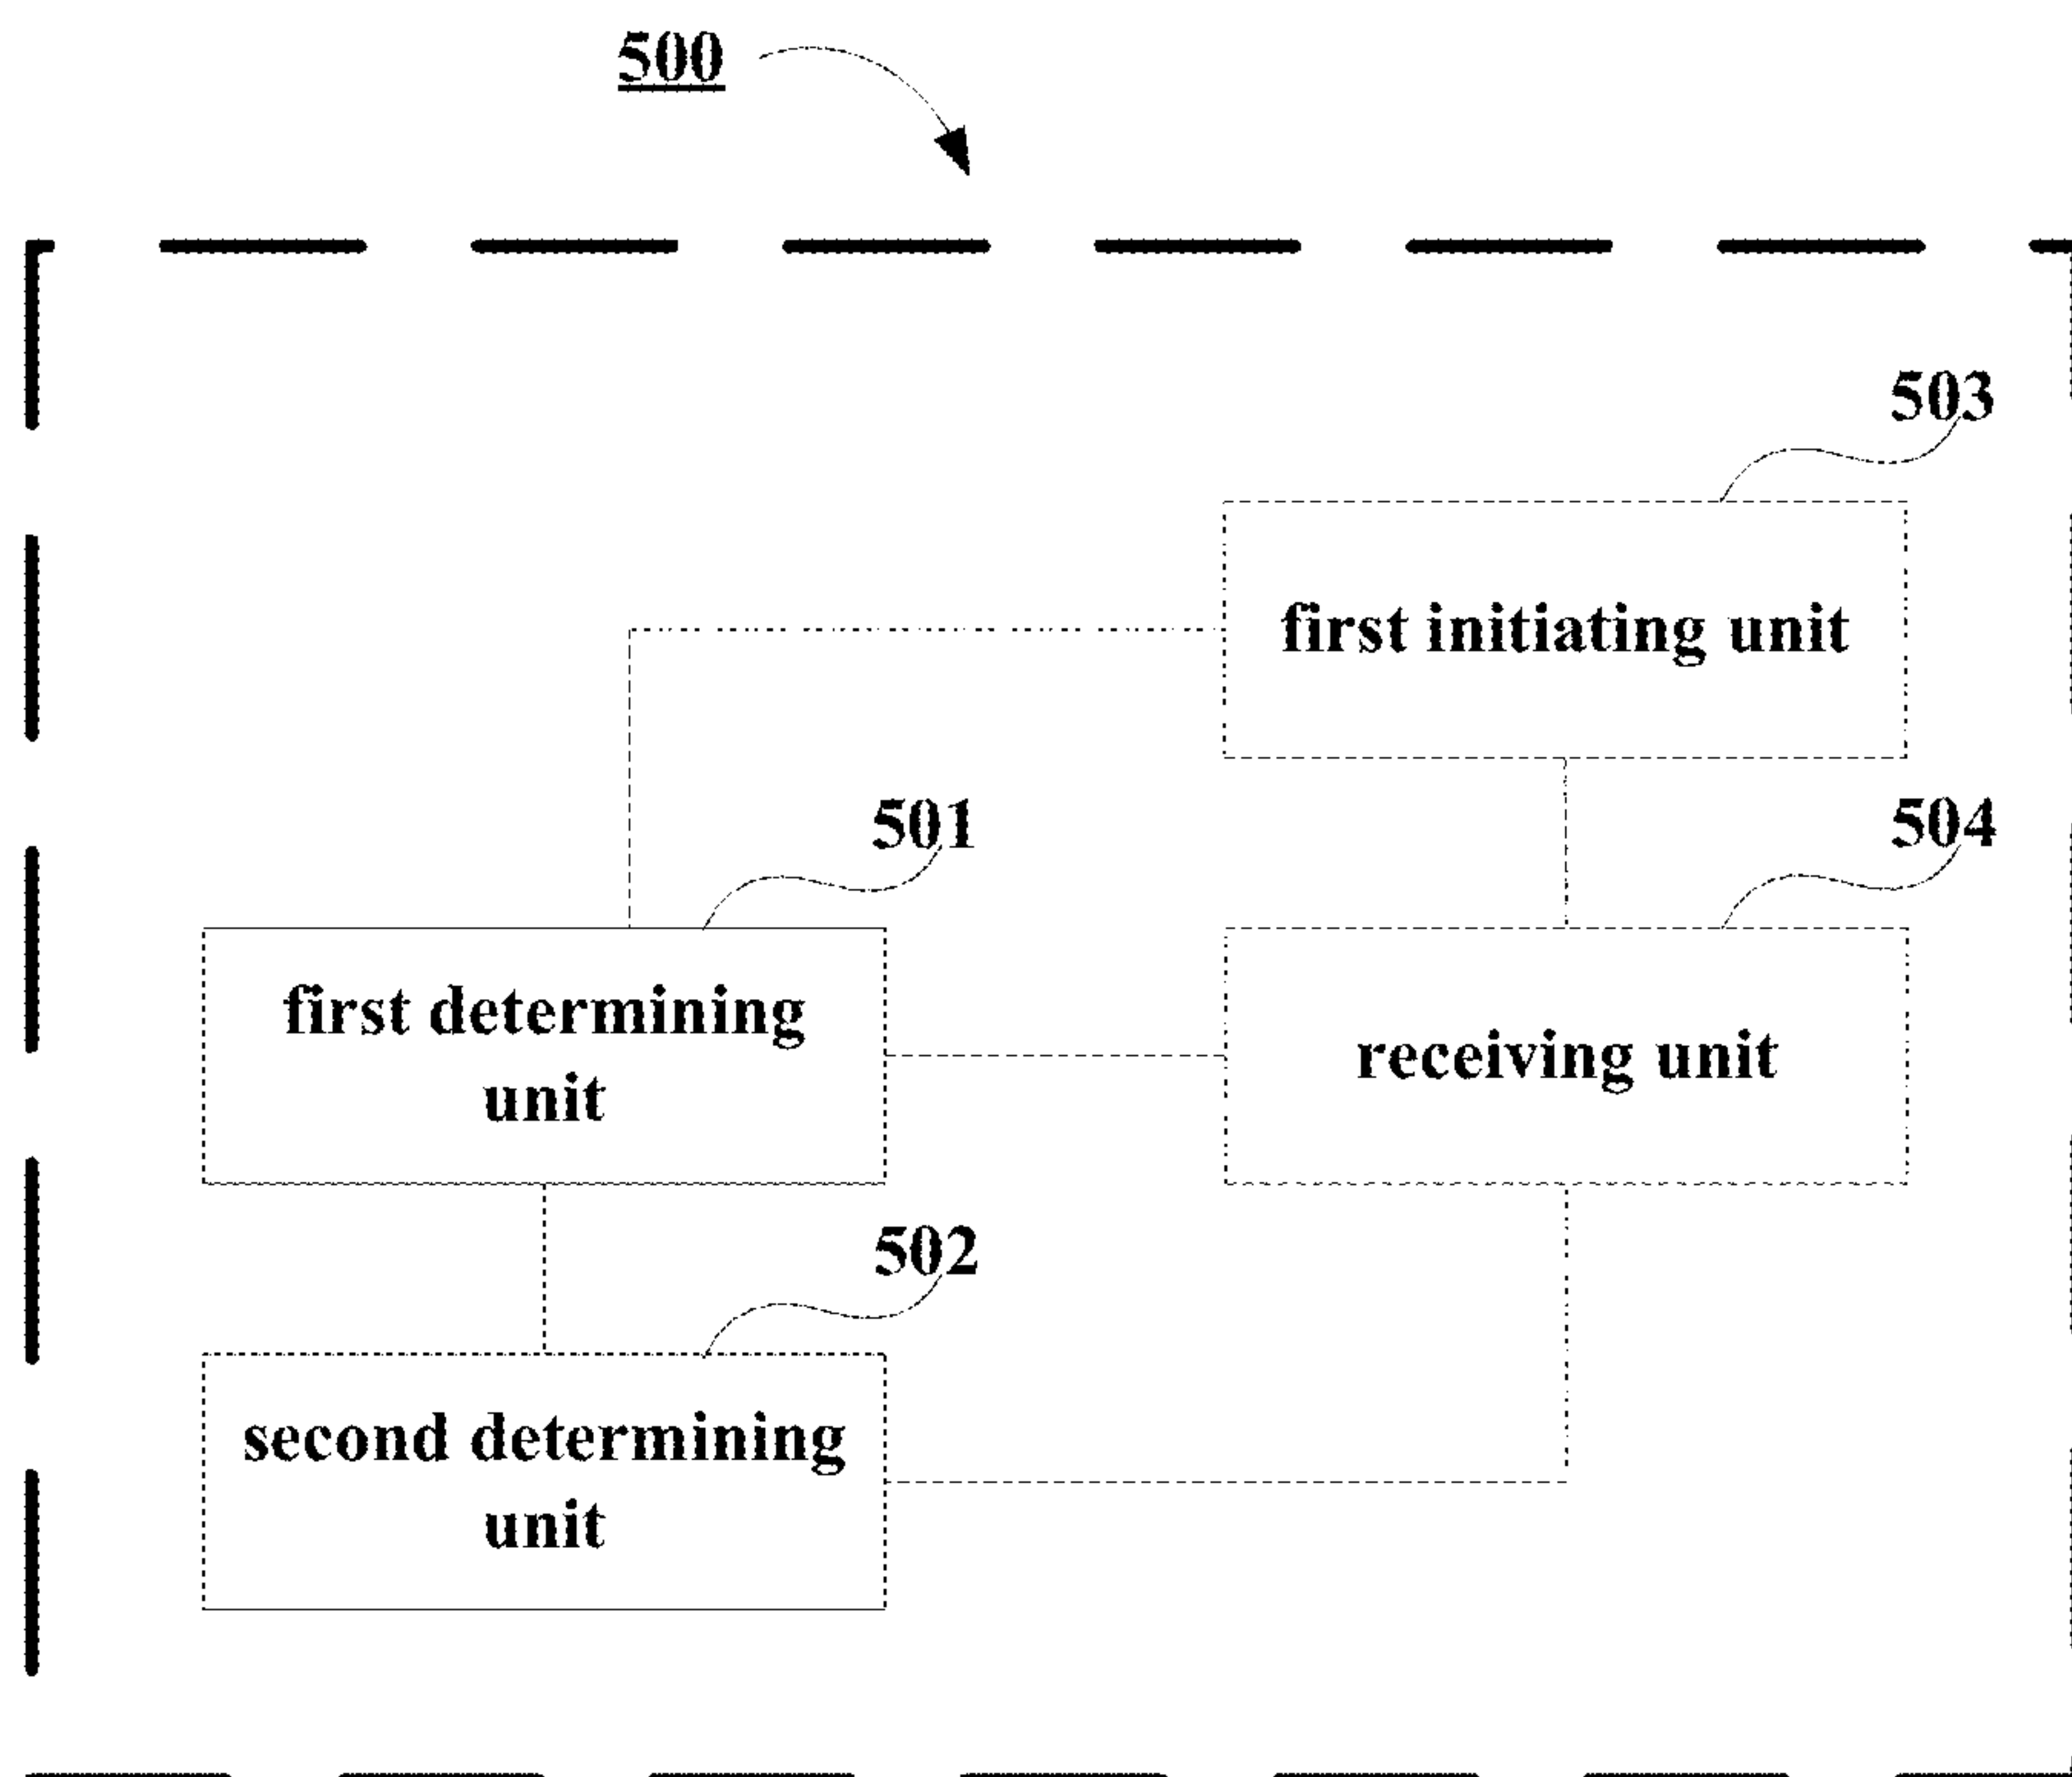 500
503
first initiating unit
501
504
first determining
unit
receiving unit
502
second determining
unit